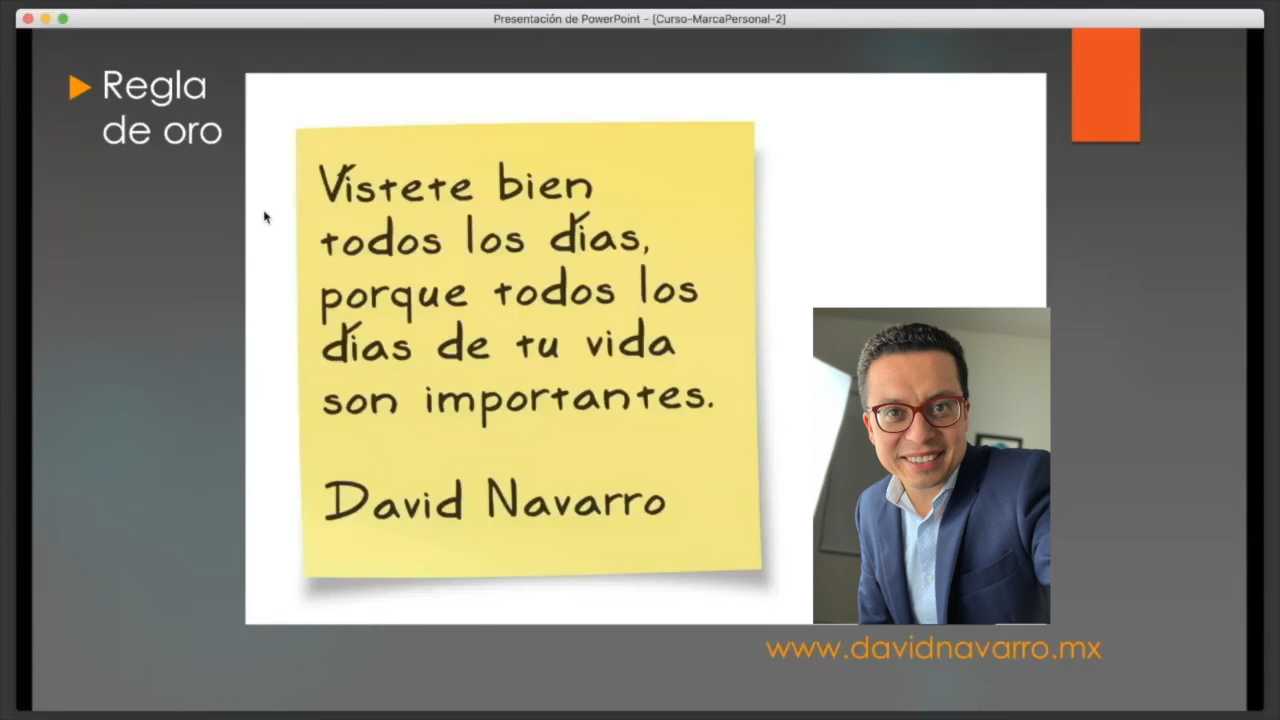 Presentación de PowerPoint - [Curso-MarcaPersonal-2]
Regla
de oro
Vístete bien
todos los días,
porque todos los
días de tu vida
son importantes.
David Navarro
www.davidnavarro.mx